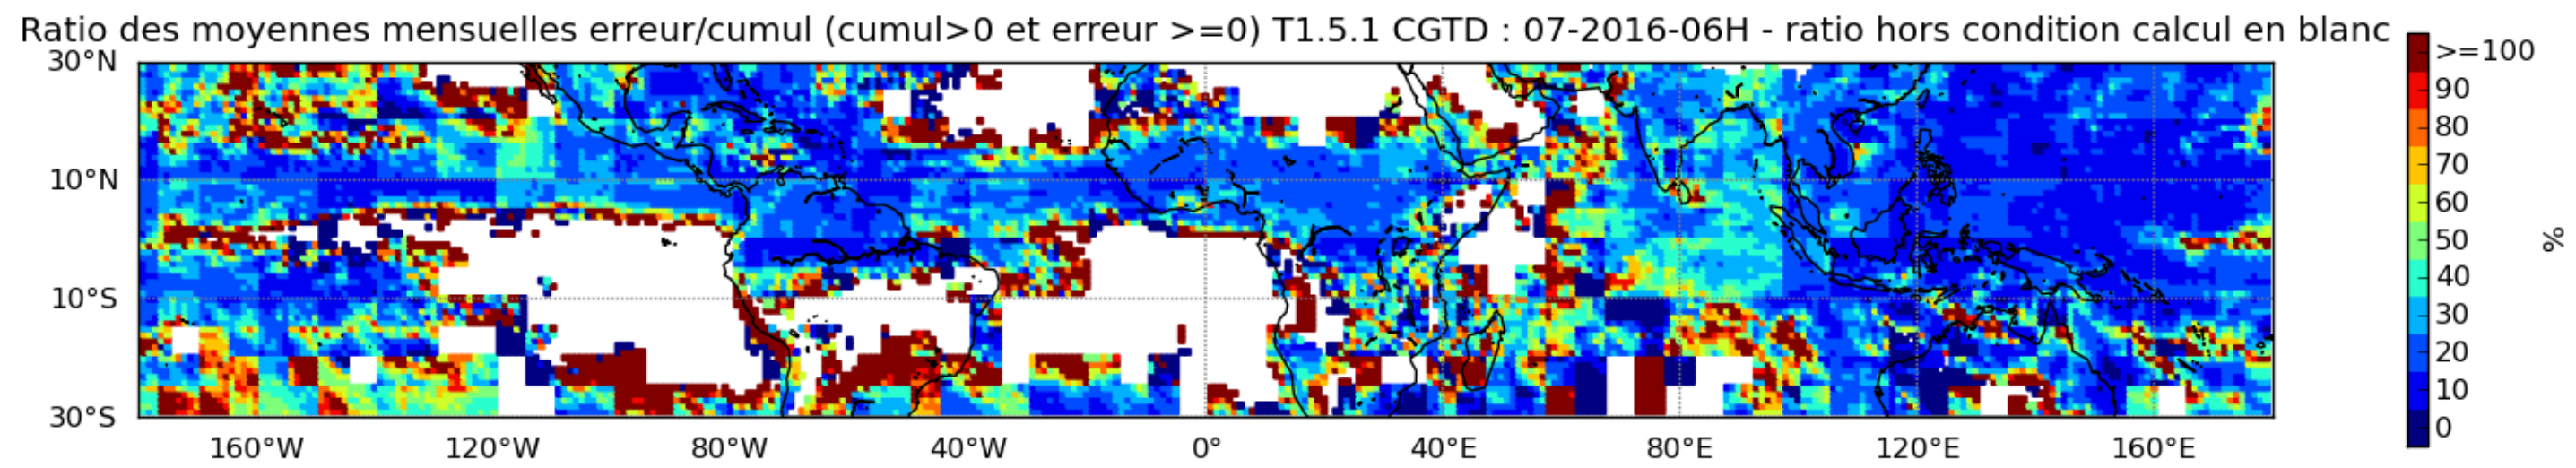 Ratio des moyennes mensuelles erreur/cumul (cumul>0 et erreur >=0) T1.5.1 CGTD : 07-2016-06H - ratio hors condition calcul en blanc
30°N
10°N
10°S
30°S
160°W 120°W 80°W 40°W 0° 40°E 80°E 120°E 160°E
>=100
90
80
70
60
50
40
30
20
10
0
%